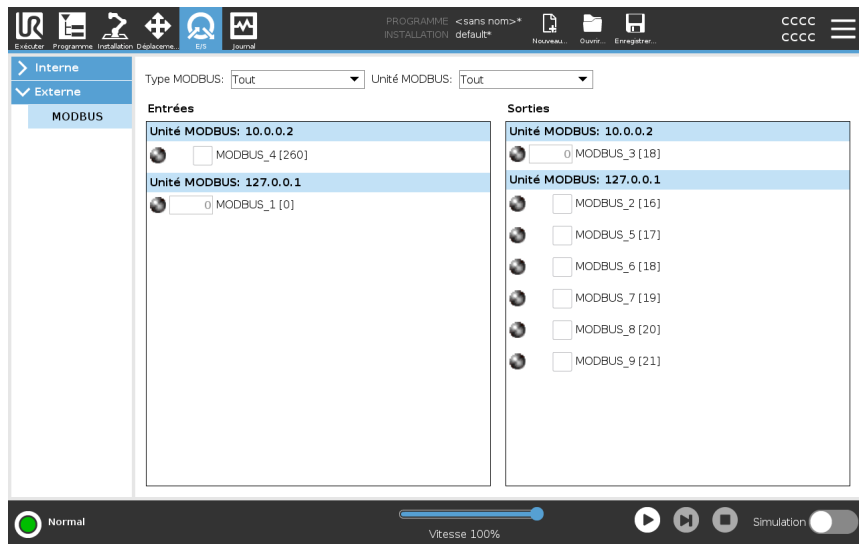 UR
PROGRAMME <sans nom>*
INSTALLATION default*
cccc
cccc
Exécuter Programme Installation Déplaceme... E/S Journal
Nouveau... Ouvrir... Enregistrer...
Interne
Externe
MODBUS
Type MODBUS: Tout Unité MODBUS: Tout
Entrées
Unité MODBUS: 10.0.0.2
MODBUS_4 [260]
Unité MODBUS: 127.0.0.1
0 MODBUS_1 [0]
Sorties
Unité MODBUS: 10.0.0.2
0 MODBUS_3 [18]
Unité MODBUS: 127.0.0.1
MODBUS_2 [16]
MODBUS_5 [17]
MODBUS_6 [18]
MODBUS_7 [19]
MODBUS_8 [20]
MODBUS_9 [21]
Normal
Vitesse 100%
Simulation